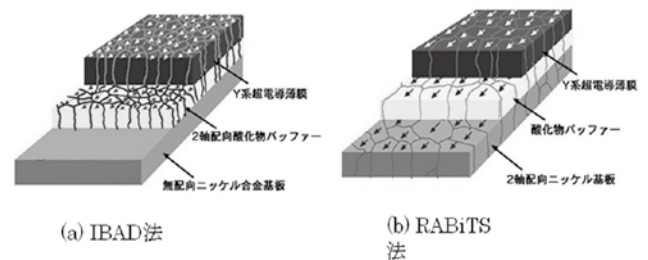 Y系超電導薄膜
2軸配向酸化物バッファー
無配向ニッケル合金基板
(a) IBAD法
Y系超電導薄膜
酸化物バッファー
2軸配向ニッケル基板
(b) RABiTS
法